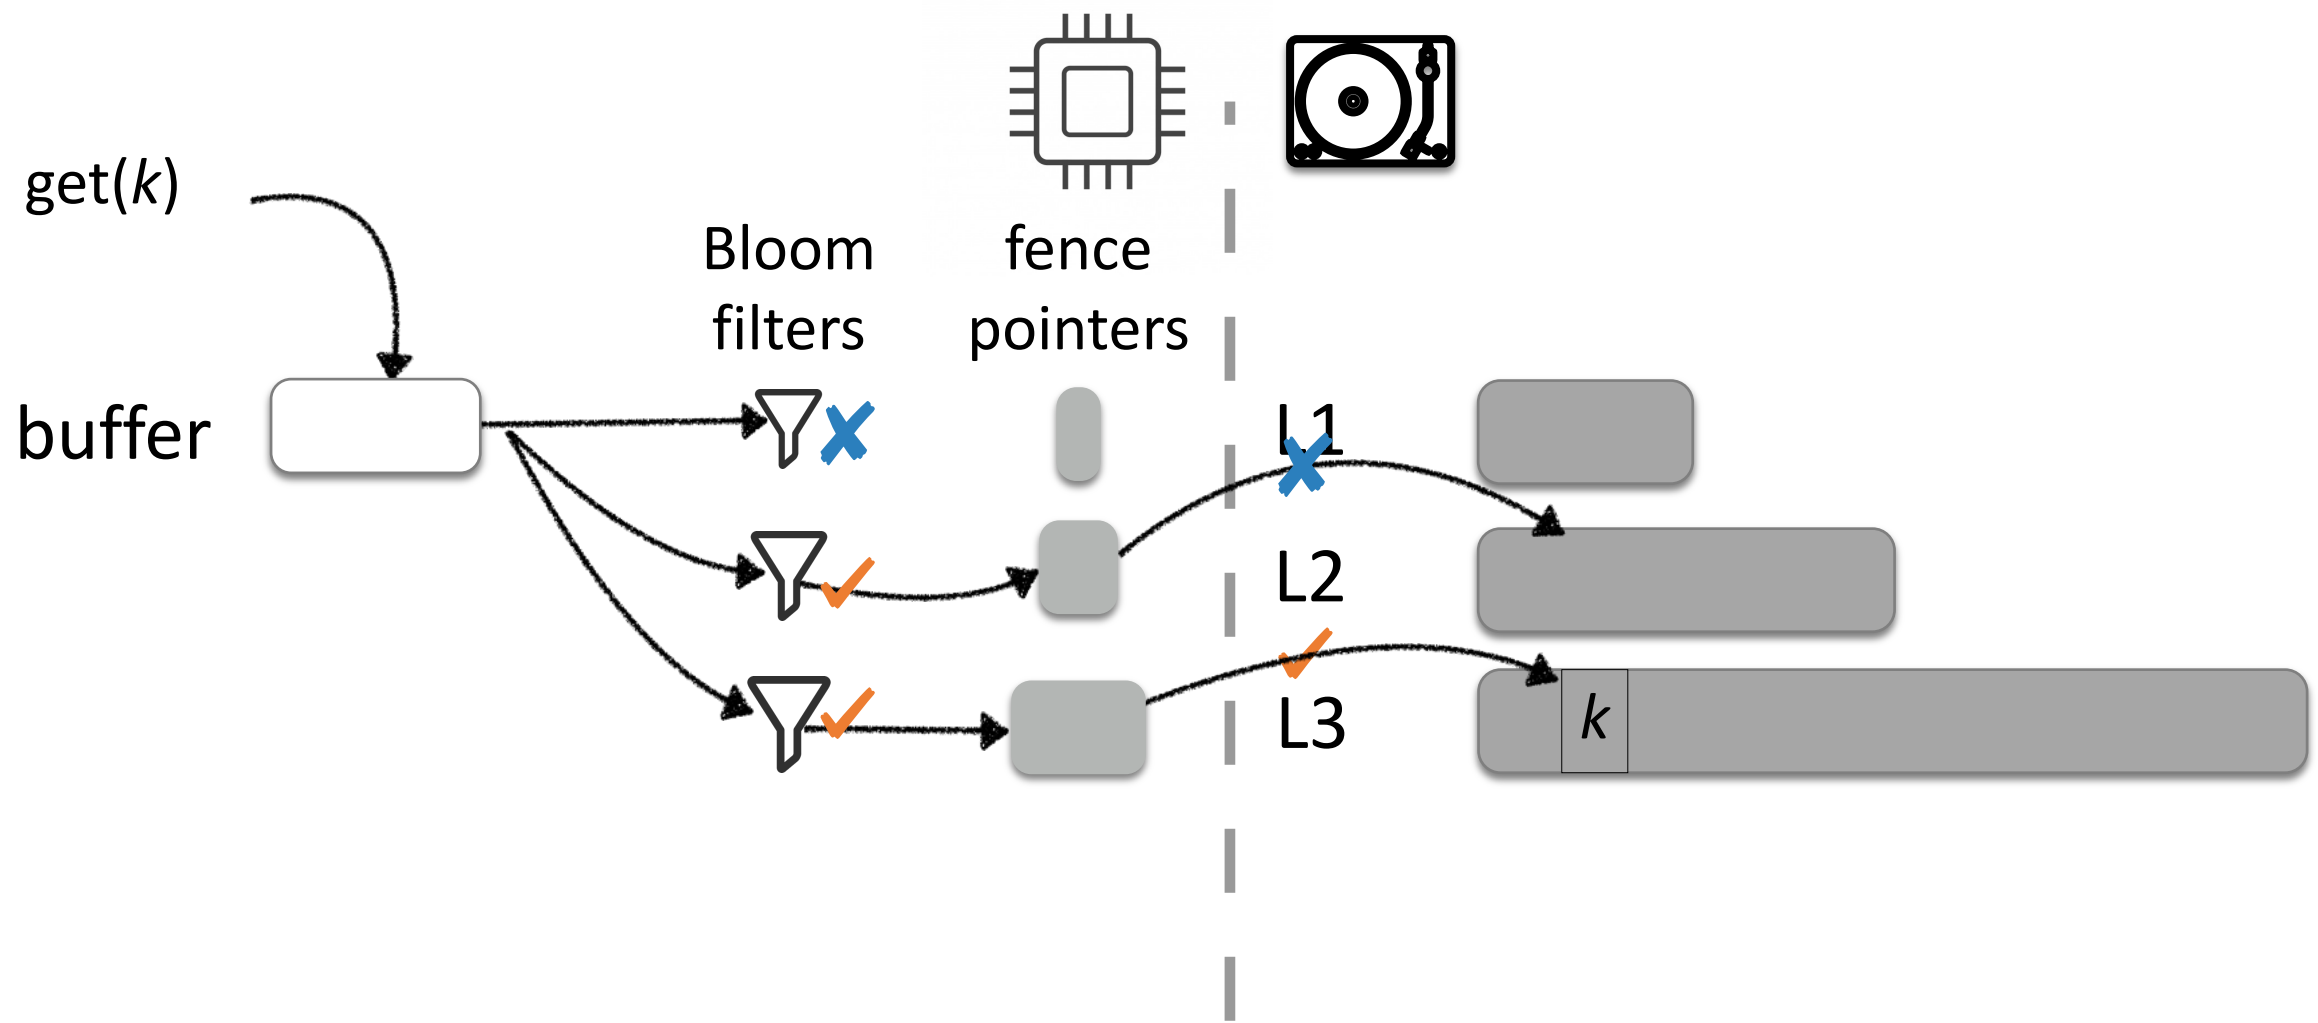 get(k)
Bloom
filters
fence
pointers
buffer
L1
L2
L3
k